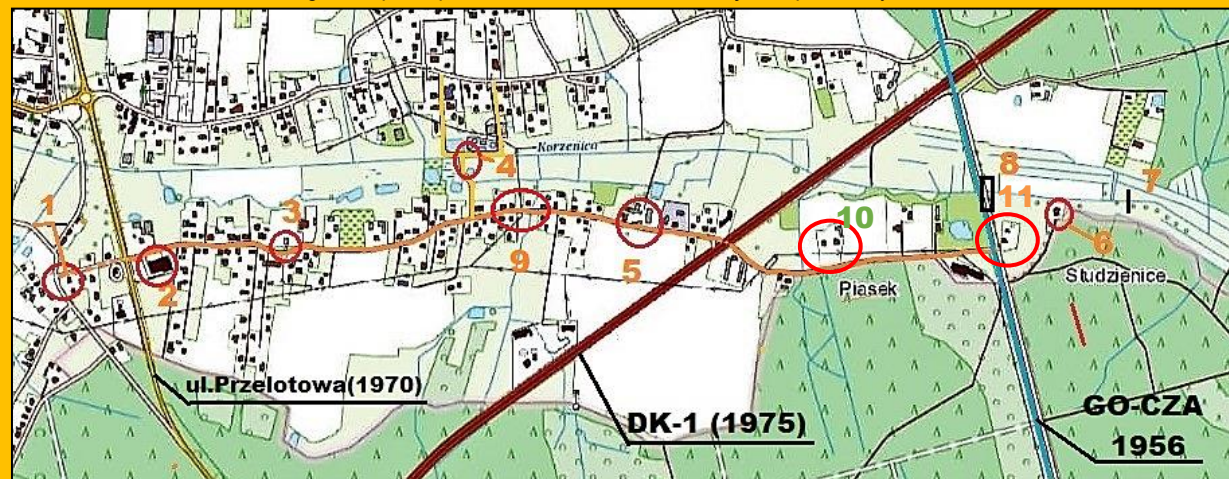 Korzenica
1
3
4
8
11
7
10
9
5
2
6
Piasek
Studzienice
ul.Przelotowa(1970)
DK-1 (1975)
GO-CZA
1956